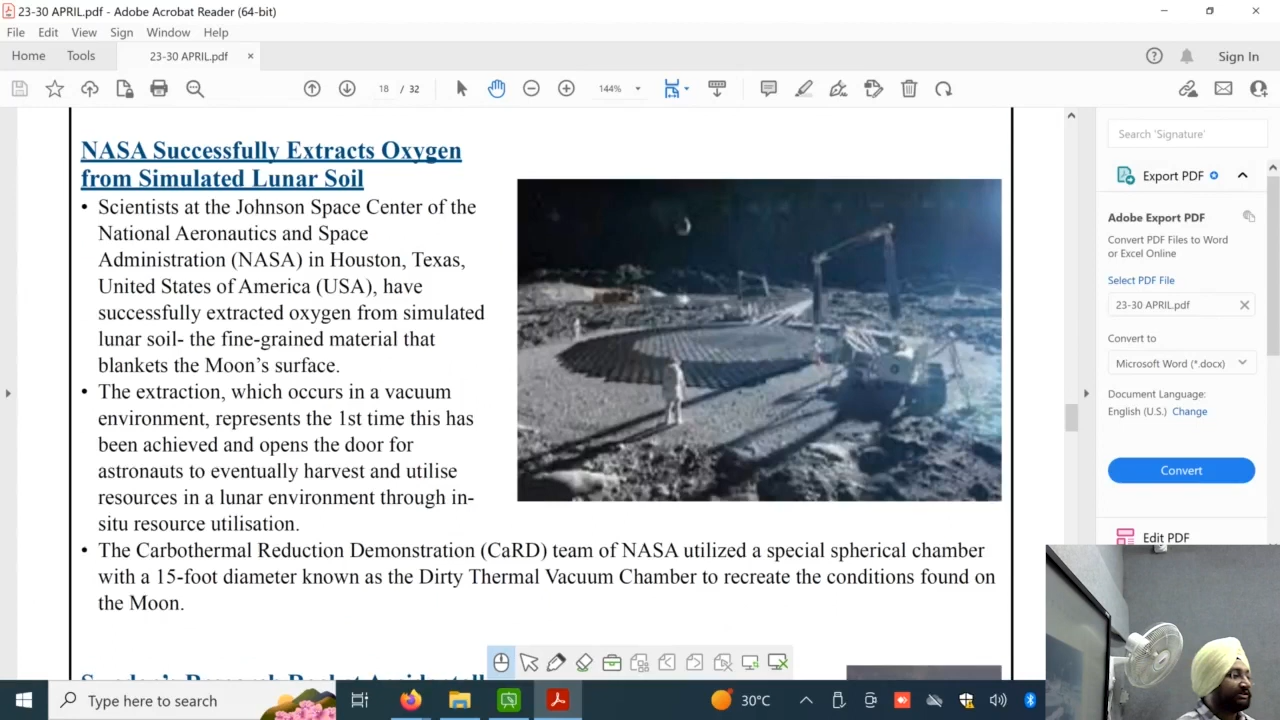 23-30 APRIL.pdf - Adobe Acrobat Reader (64-bit)
File Edit View Sign Window Help
Home Tools 23-30 APRIL.pdf Sign In
18 / 32 144%
NASA Successfully Extracts Oxygen
from Simulated Lunar Soil
• Scientists at the Johnson Space Center of the
National Aeronautics and Space
Administration (NASA) in Houston, Texas,
United States of America (USA), have
successfully extracted oxygen from simulated
lunar soil- the fine-grained material that
blankets the Moon's surface.
• The extraction, which occurs in a vacuum
environment, represents the 1st time this has
been achieved and opens the door for
astronauts to eventually harvest and utilise
resources in a lunar environment through in-
situ resource utilisation.
• The Carbothermal Reduction Demonstration (CaRD) team of NASA utilized a special spherical chamber
with a 15-foot diameter known as the Dirty Thermal Vacuum Chamber to recreate the conditions found on
the Moon.
Search 'Signature'
Export PDF
Adobe Export PDF
Convert PDF Files to Word
or Excel Online
Select PDF File
23-30 APRIL.pdf
Convert to
Microsoft Word (*.docx)
Document Language:
English (U.S.) Change
Convert
Edit PDF
Type here to search
30°C